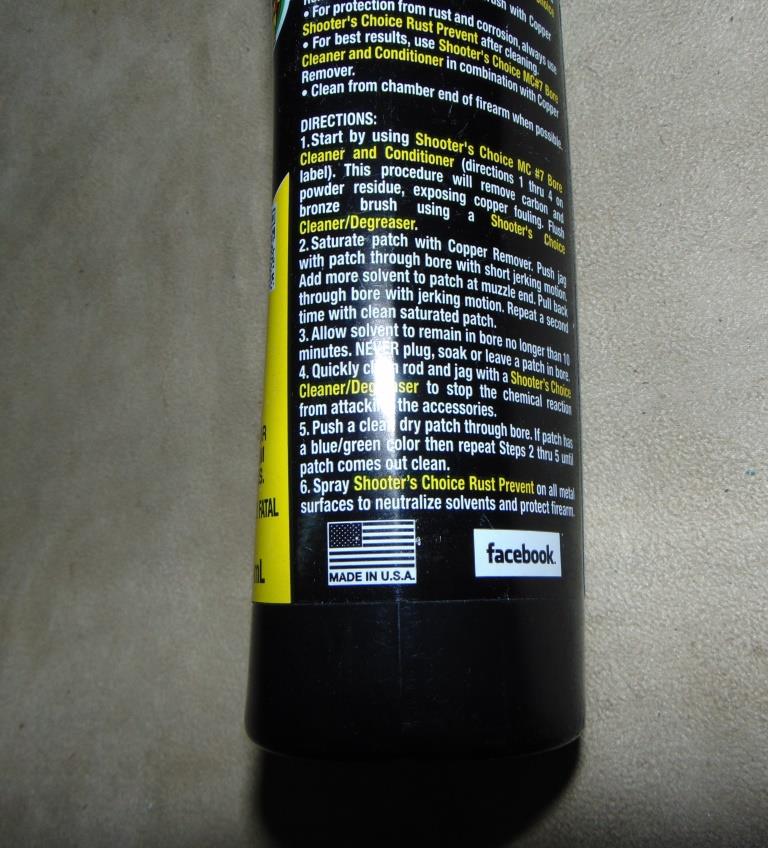 ush with Copper
• For protection from rust and corrosion, always use
Shooter's Choice Rust Prevent after cleaning.
• For best results, use Shooter's Choice MC#7 Bore
Cleaner and Conditioner in combination with Copper
Remover.
• Clean from chamber end of firearm when possible.
DIRECTIONS:
1.Start by using Shooter's Choice MC #7 Bore
Cleaner and Conditioner (directions 1 thru 4 on
label). This procedure will remove carbon and
powder residue, exposing copper fouling. Flush
bronze brush using a Shooter's Choice
Cleaner/Degreaser.
2. Saturate patch with Copper Remover. Push jag
with patch through bore with short jerking motion.
Add more solvent to patch at muzzle end. Pull back
through bore with jerking motion. Repeat a second
time with clean saturated patch.
3. Allow solvent to remain in bore no longer than 10
minutes. NEVER plug, soak or leave a patch in bore.
4. Quickly clean rod and jag with a Shooter's Choice
Cleaner/Degreaser to stop the chemical reaction
from attacking the accessories.
5. Push a clean dry patch through bore. If patch has
a blue/green color then repeat Steps 2 thru 5 until
patch comes out clean.
6. Spray Shooter's Choice Rust Prevent on all metal
surfaces to neutralize solvents and protect firearm.
MADE IN U.S.A.
facebook
FATAL
mL